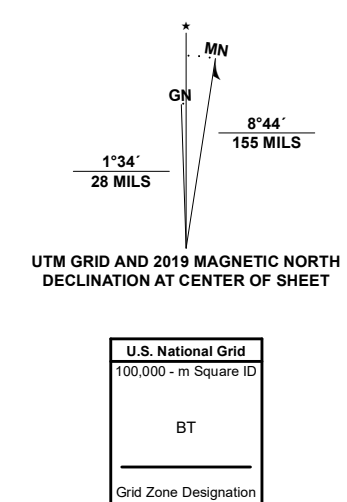 ★
MN
GN
8°44´
155 MILS
1°34´
28 MILS
UTM GRID AND 2019 MAGNETIC NORTH
DECLINATION AT CENTER OF SHEET
U.S. National Grid
100,000 - m Square ID
BT
Grid Zone Designation